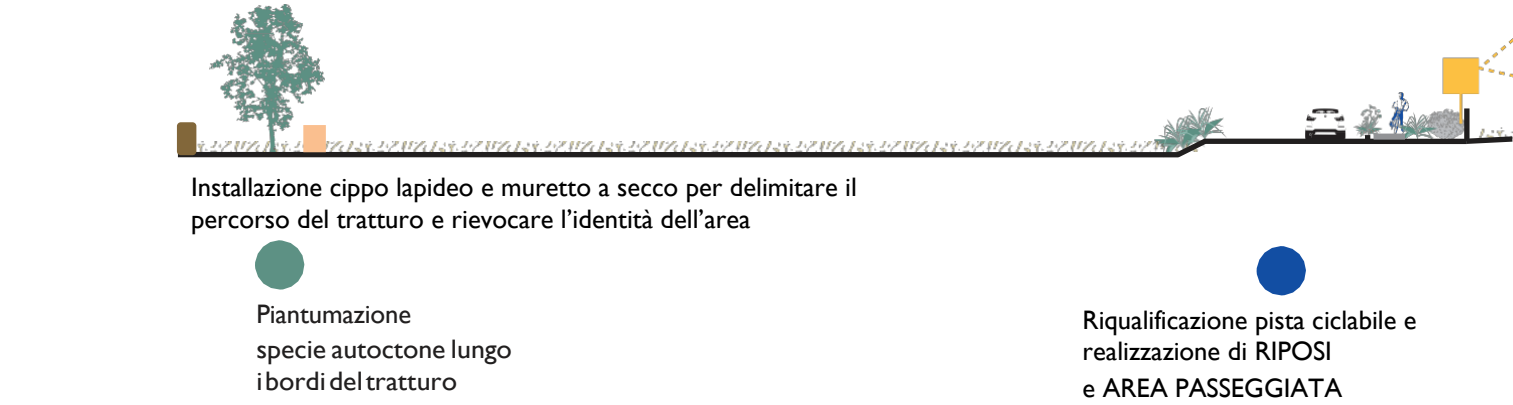 Installazione cippo lapideo e muretto a secco per delimitare il
percorso del tratturo e rievocare l'identità dell'area
Piantumazione
specie autoctone lungo
i bordi del tratturo
Riqualificazione pista ciclabile e
realizzazione di RIPOSI
e AREA PASSEGGIATA